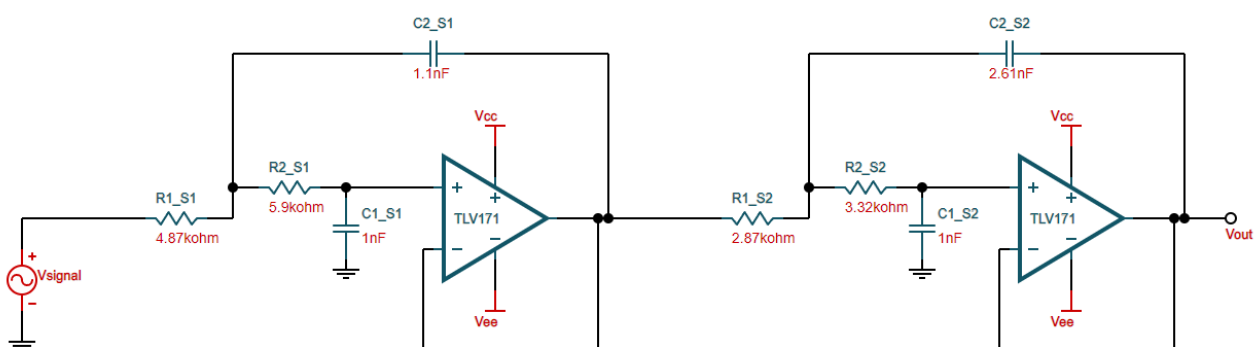 C2_S1
1.1nF
C2_S2
2.61nF
Vcc
Vcc
R2_S1
5.9kohm
R2_S2
3.32kohm
R1_S1
4.87kohm
C1_S1
1nF
+
+
TLV171
−
−
R1_S2
2.87kohm
C1_S2
1nF
+
+
TLV171
−
−
Vout
+
Vsignal
−
Vee
Vee